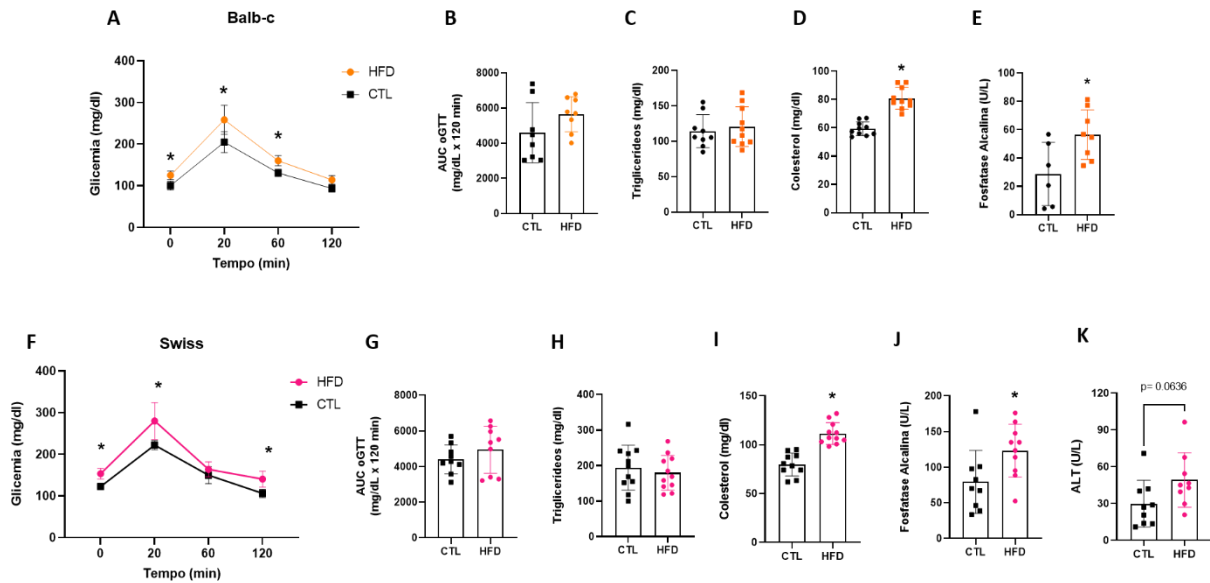 A
Balb-c
Glicemia (mg/dl)
400
300
200
100
0
0
20
60
120
Tempo (min)
HFD
CTL
*
*
*
B
AUC oGTT
(mg/dL x 120 min)
8000
6000
4000
2000
0
CTL
HFD
C
Triglicerideos (mg/dl)
200
150
100
50
0
CTL
HFD
D
Colesterol (mg/dl)
100
80
60
40
20
0
CTL
HFD
*
E
Fosfatase Alcalina (U/L)
100
80
60
40
20
0
CTL
HFD
*
F
Swiss
Glicemia (mg/dl)
400
300
200
100
0
0
20
60
120
Tempo (min)
HFD
CTL
*
*
*
G
AUC oGTT
(mg/dL x 120 min)
8000
6000
4000
2000
0
CTL
HFD
H
Triglicerideos (mg/dl)
400
300
200
100
0
CTL
HFD
I
Colesterol (mg/dl)
150
100
50
0
CTL
HFD
*
J
Fosfatase Alcalina (U/L)
200
150
100
50
0
CTL
HFD
*
K
ALT (U/L)
120
90
60
30
0
CTL
HFD
p= 0.0636